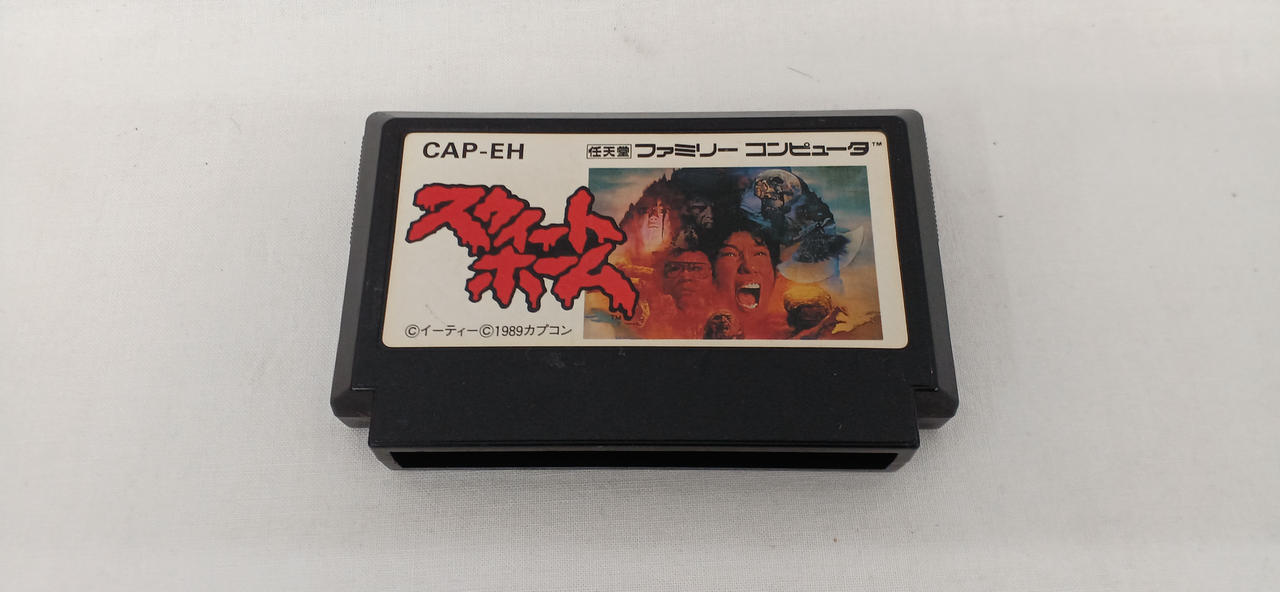 CAP-EH
任天堂 ファミリー コンピュータ™
スウィート
ホーム™
©イーティー©1989カプコン